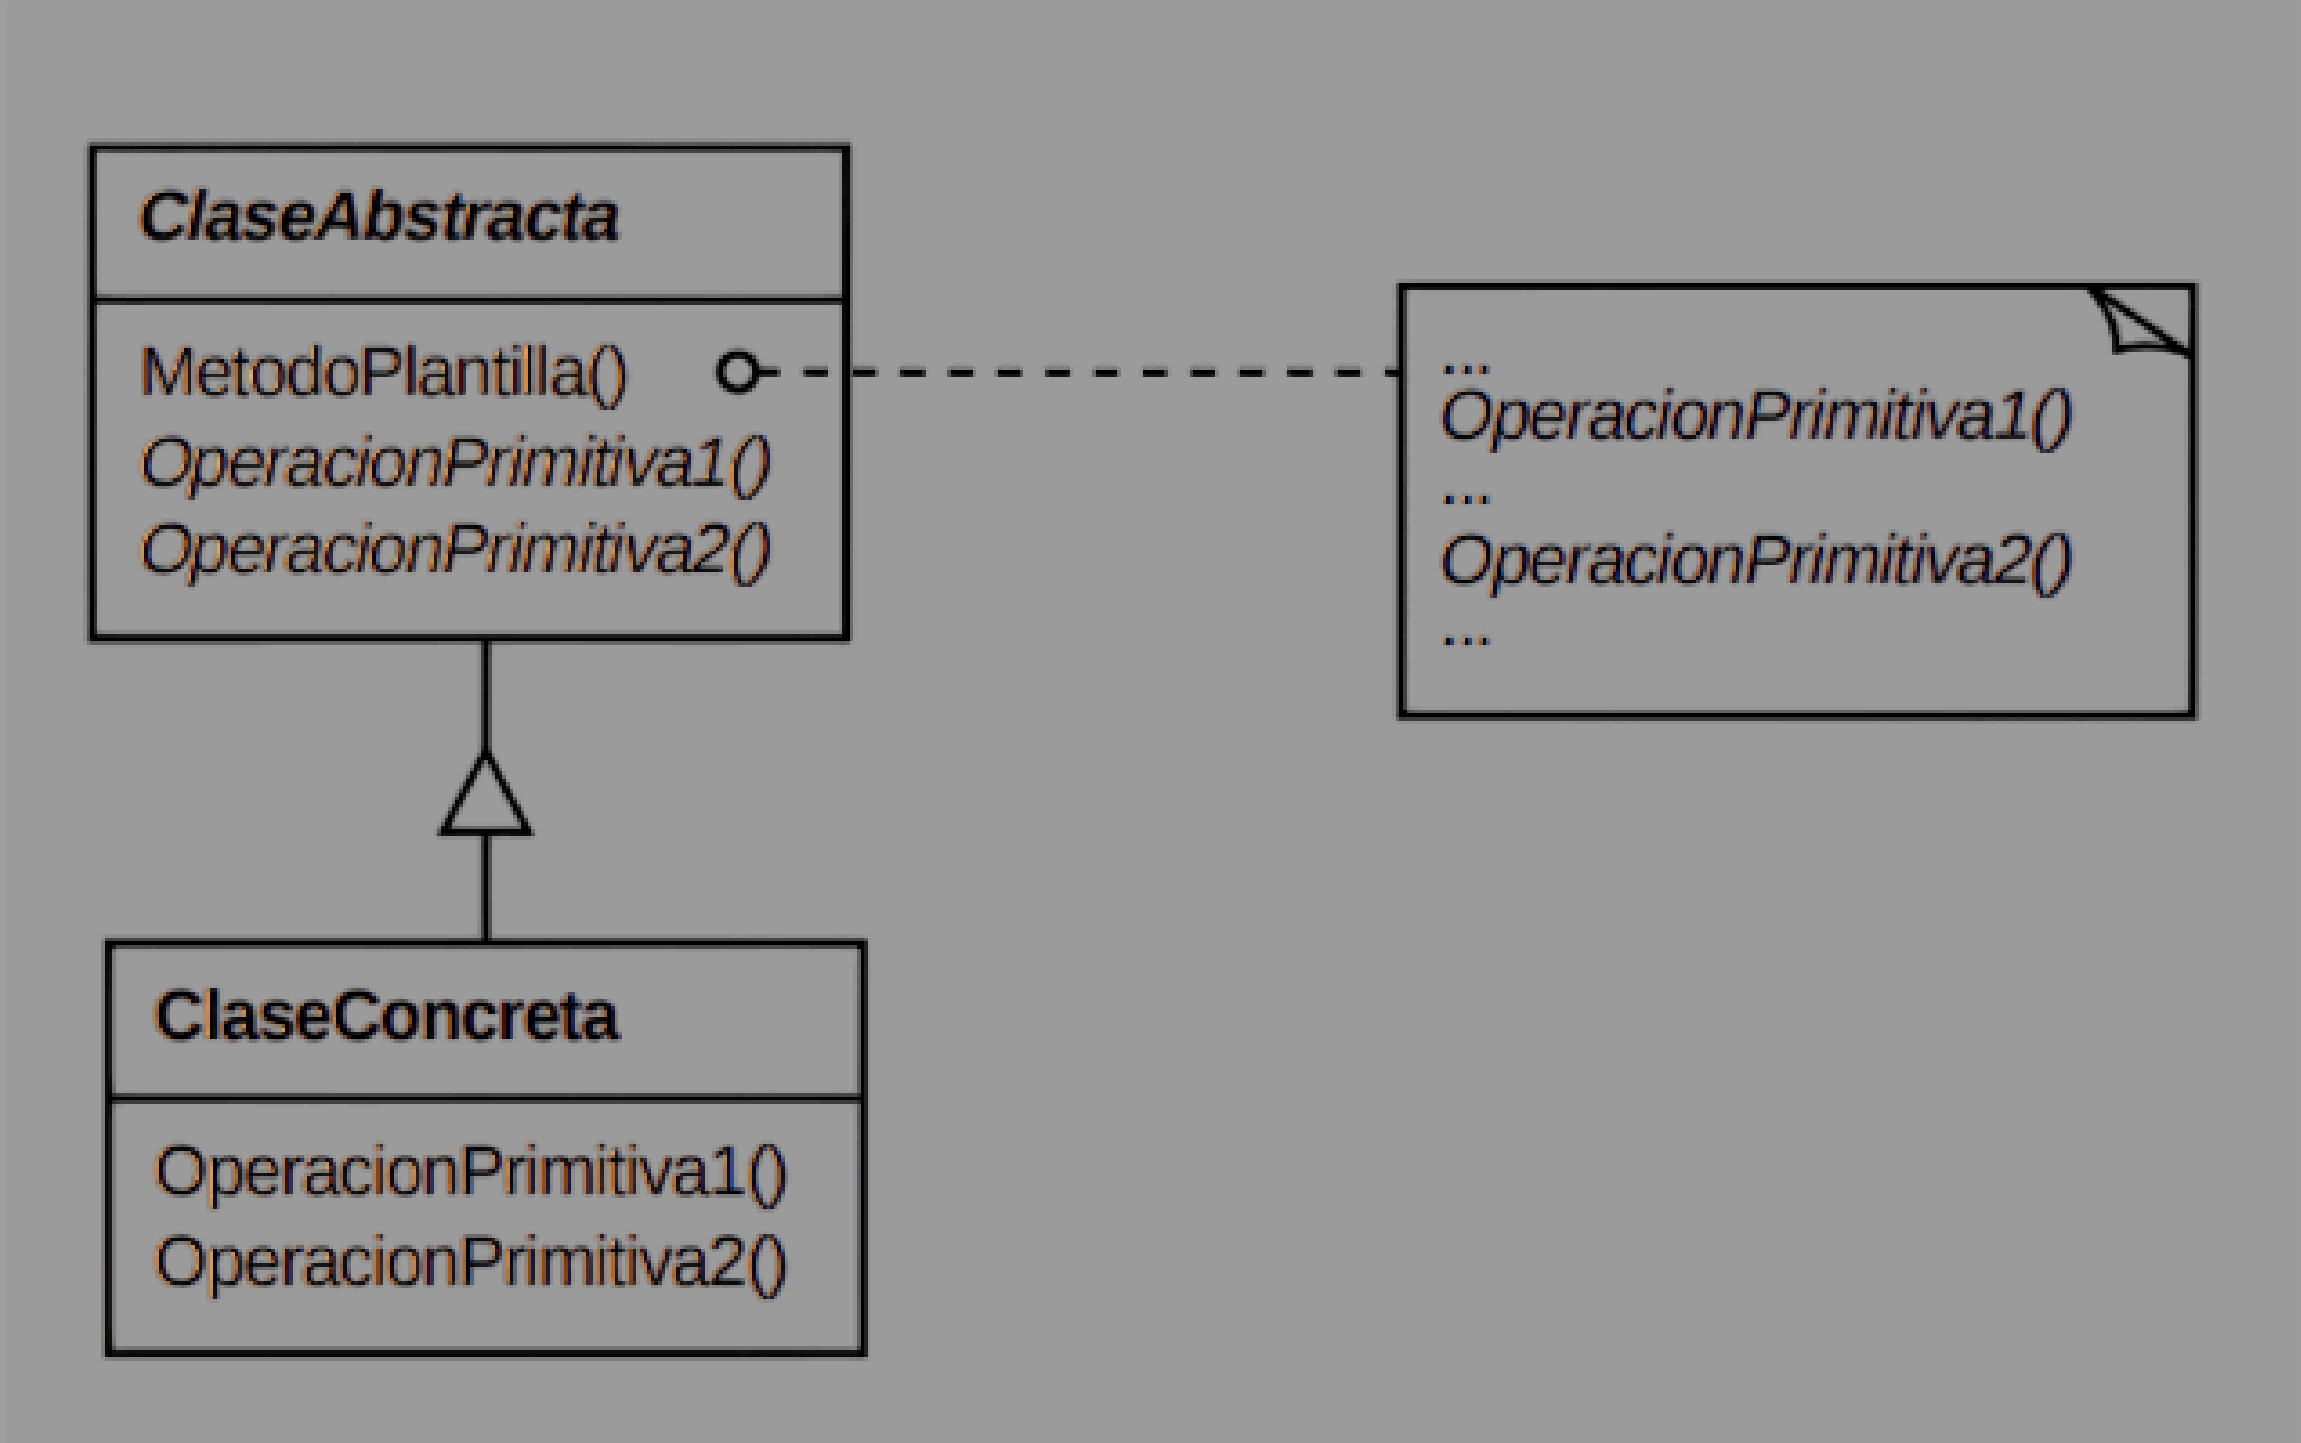 ClaseAbstracta
MetodoPlantilla()
OperacionPrimitiva1()
OperacionPrimitiva2()
...
OperacionPrimitiva1()
...
OperacionPrimitiva2()
...
ClaseConcreta
OperacionPrimitiva1()
OperacionPrimitiva2()